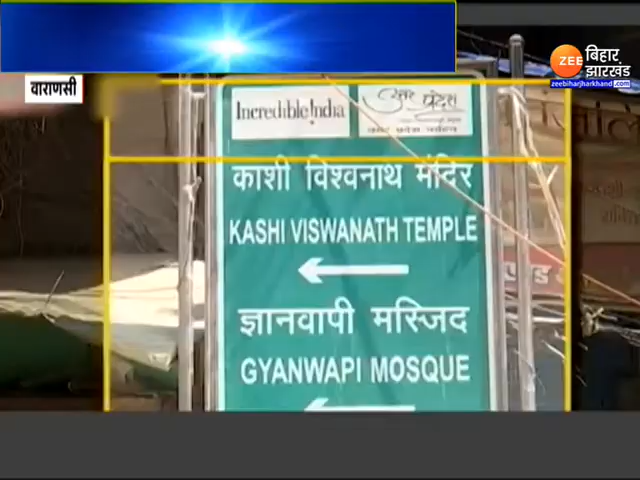 वाराणसी
ZEE
बिहार
झारखंड
zeebiharjharkhand.com
Incredible India
उत्तर प्रदेश
काशी विश्वनाथ मंदिर
KASHI VISWANATH TEMPLE
ज्ञानवापी मस्जिद
GYANWAPI MOSQUE